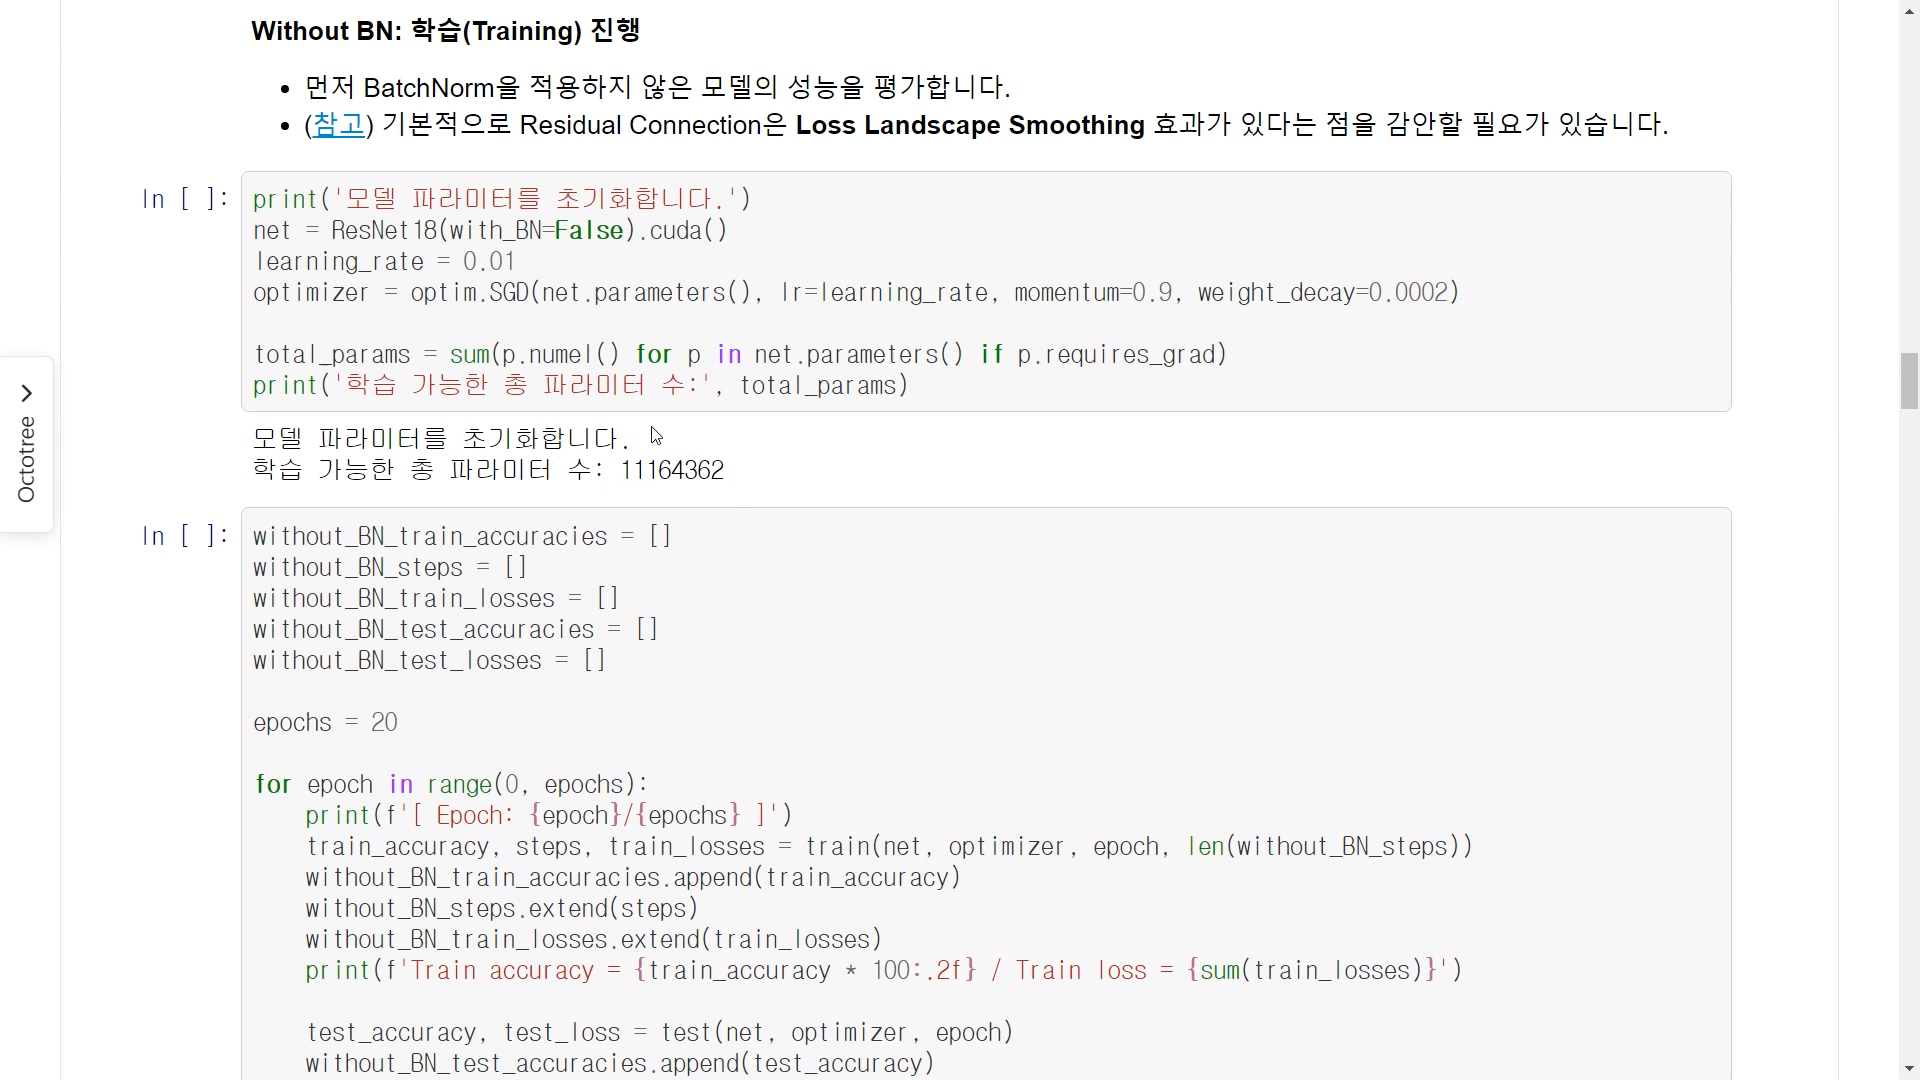 Without BN: 학습(Training) 진행
• 먼저 BatchNorm을 적용하지 않은 모델의 성능을 평가합니다.
• (참고) 기본적으로 Residual Connection은 Loss Landscape Smoothing 효과가 있다는 점을 감안할 필요가 있습니다.
In [ ]:
print('모델 파라미터를 초기화합니다.')
net = ResNet18(with_BN=False).cuda()
learning_rate = 0.01
optimizer = optim.SGD(net.parameters(), lr=learning_rate, momentum=0.9, weight_decay=0.0002)
total_params = sum(p.numel() for p in net.parameters() if p.requires_grad)
print('학습 가능한 총 파라미터 수:', total_params)
모델 파라미터를 초기화합니다.
학습 가능한 총 파라미터 수: 11164362
Octotree
In [ ]:
without_BN_train_accuracies = []
without_BN_steps = []
without_BN_train_losses = []
without_BN_test_accuracies = []
without_BN_test_losses = []
epochs = 20
for epoch in range(0, epochs):
    print(f'[ Epoch: {epoch}/{epochs} ]')
    train_accuracy, steps, train_losses = train(net, optimizer, epoch, len(without_BN_steps))
    without_BN_train_accuracies.append(train_accuracy)
    without_BN_steps.extend(steps)
    without_BN_train_losses.extend(train_losses)
    print(f'Train accuracy = {train_accuracy * 100:.2f} / Train loss = {sum(train_losses)}')
    test_accuracy, test_loss = test(net, optimizer, epoch)
    without_BN_test_accuracies.append(test_accuracy)